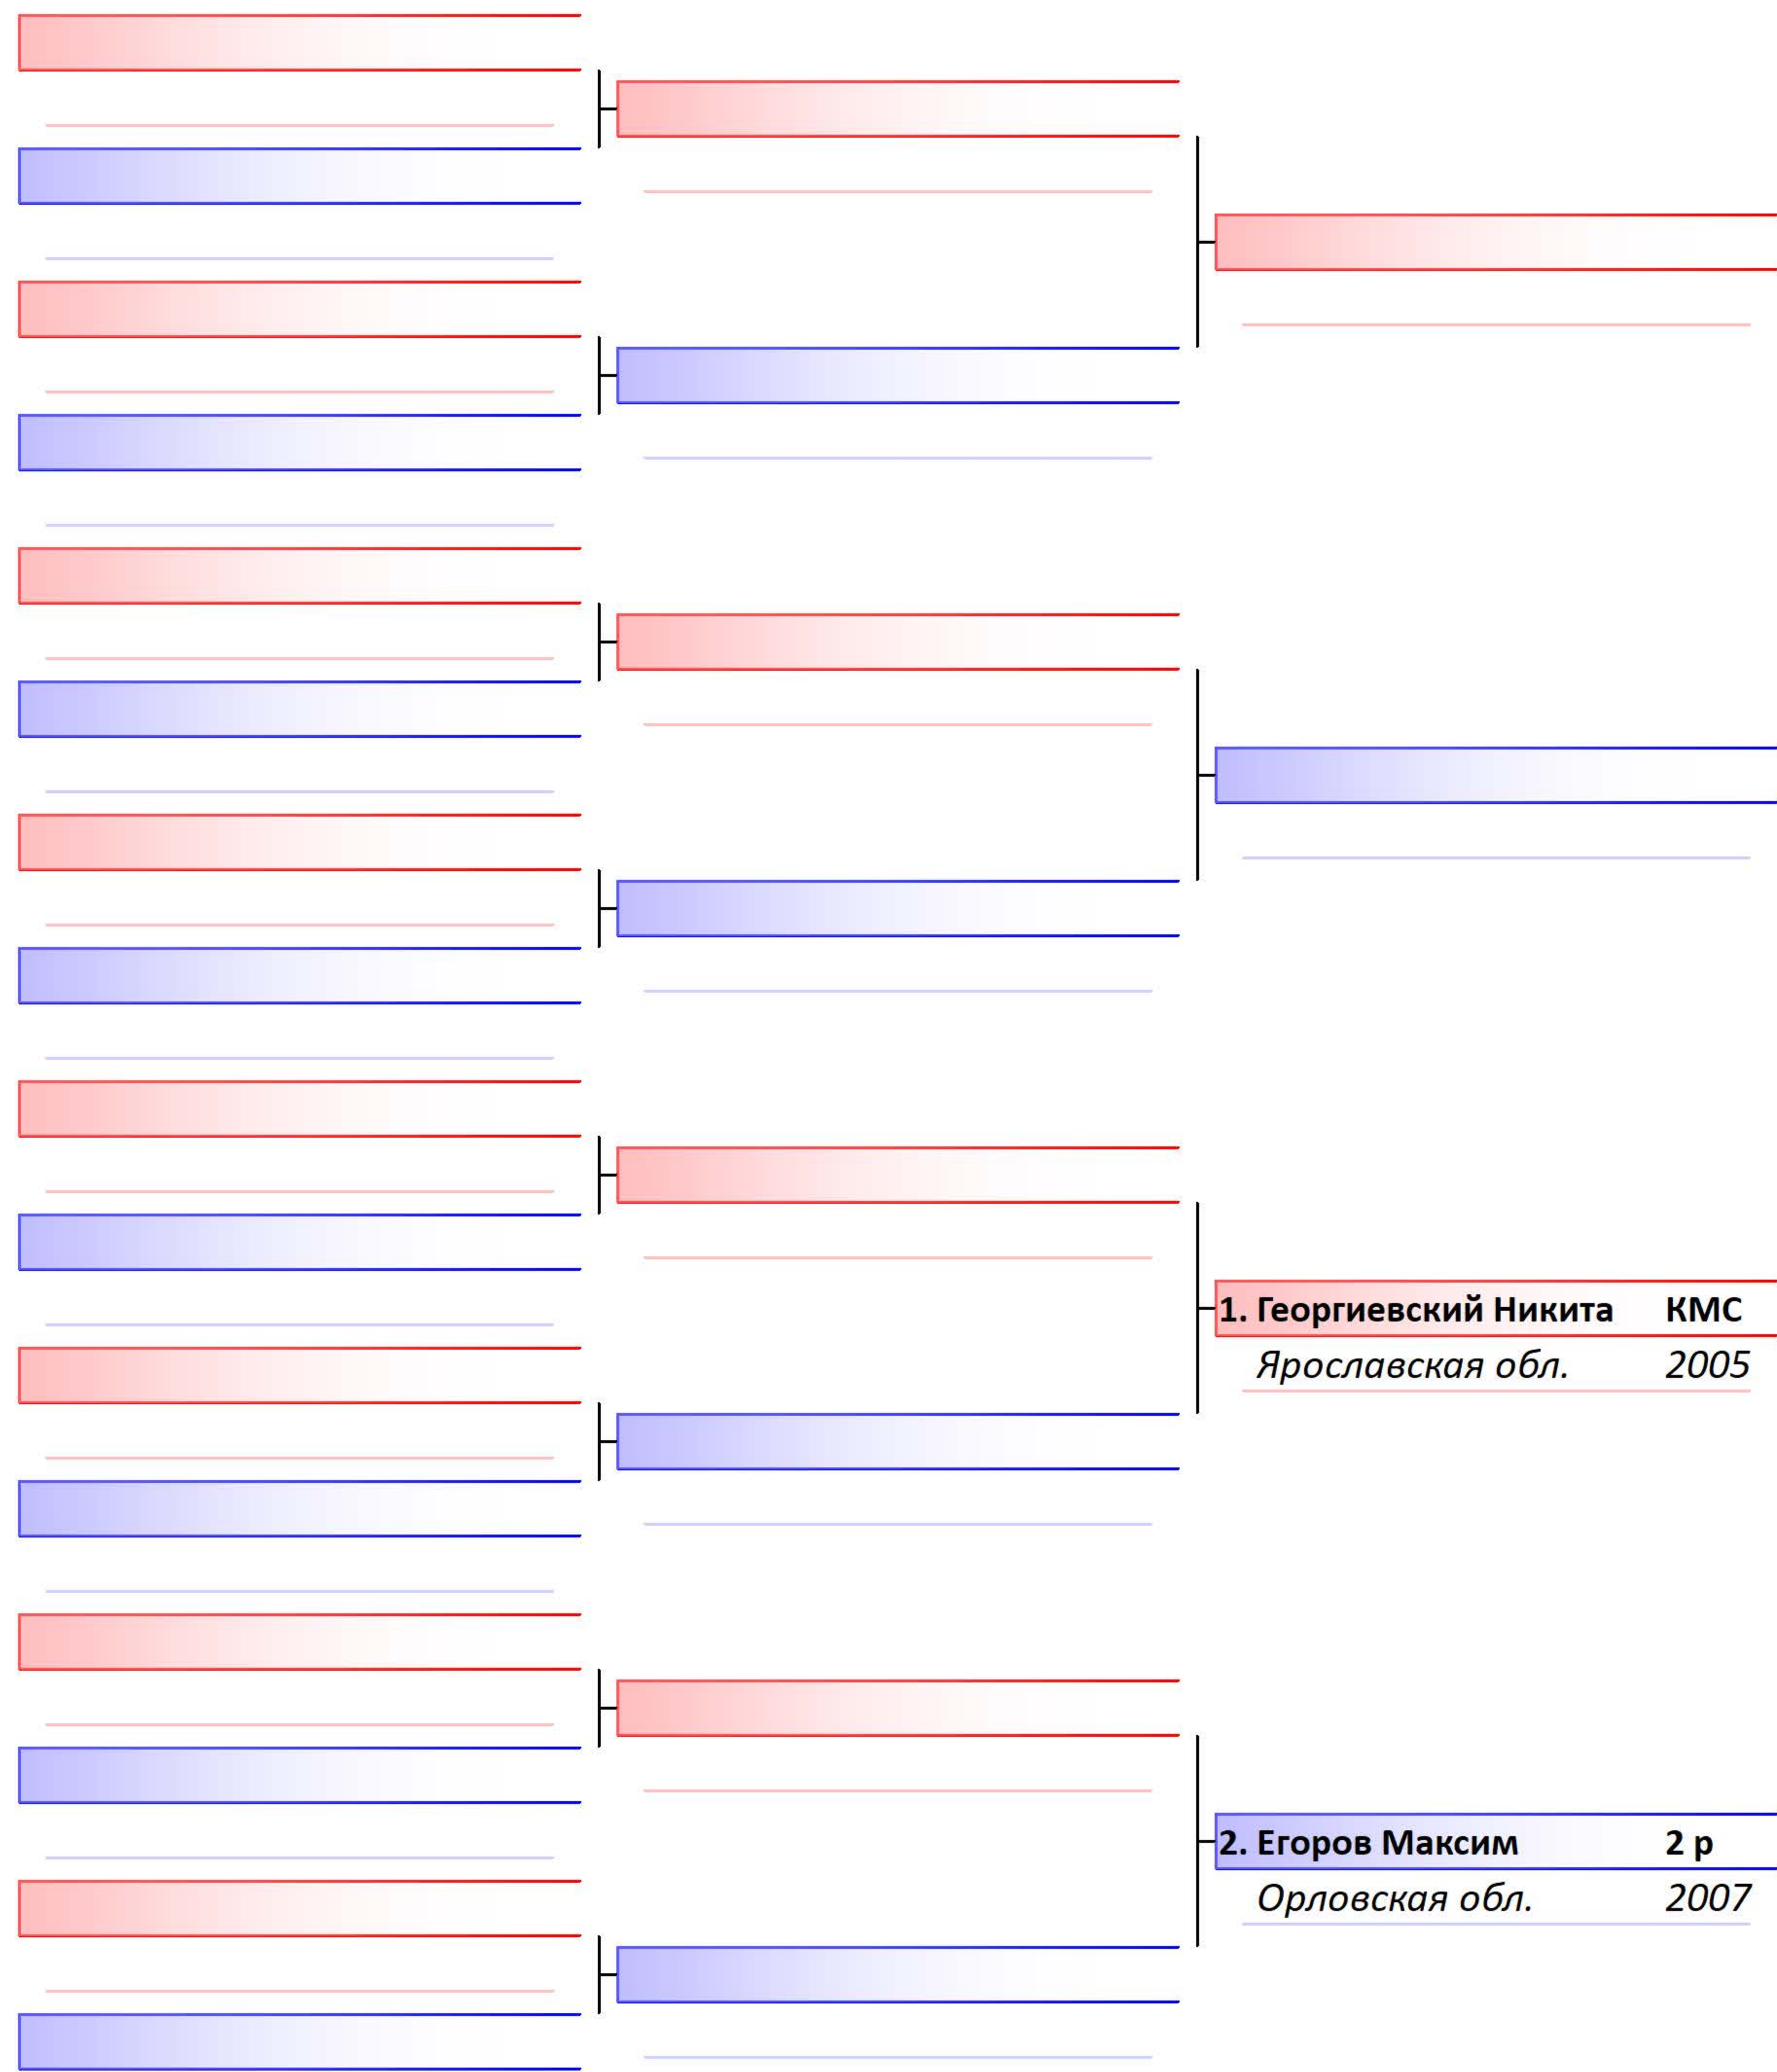 1. Георгиевский Никита КМС
Ярославская обл. 2005
2. Егоров Максим 2 р
Орловская обл. 2007